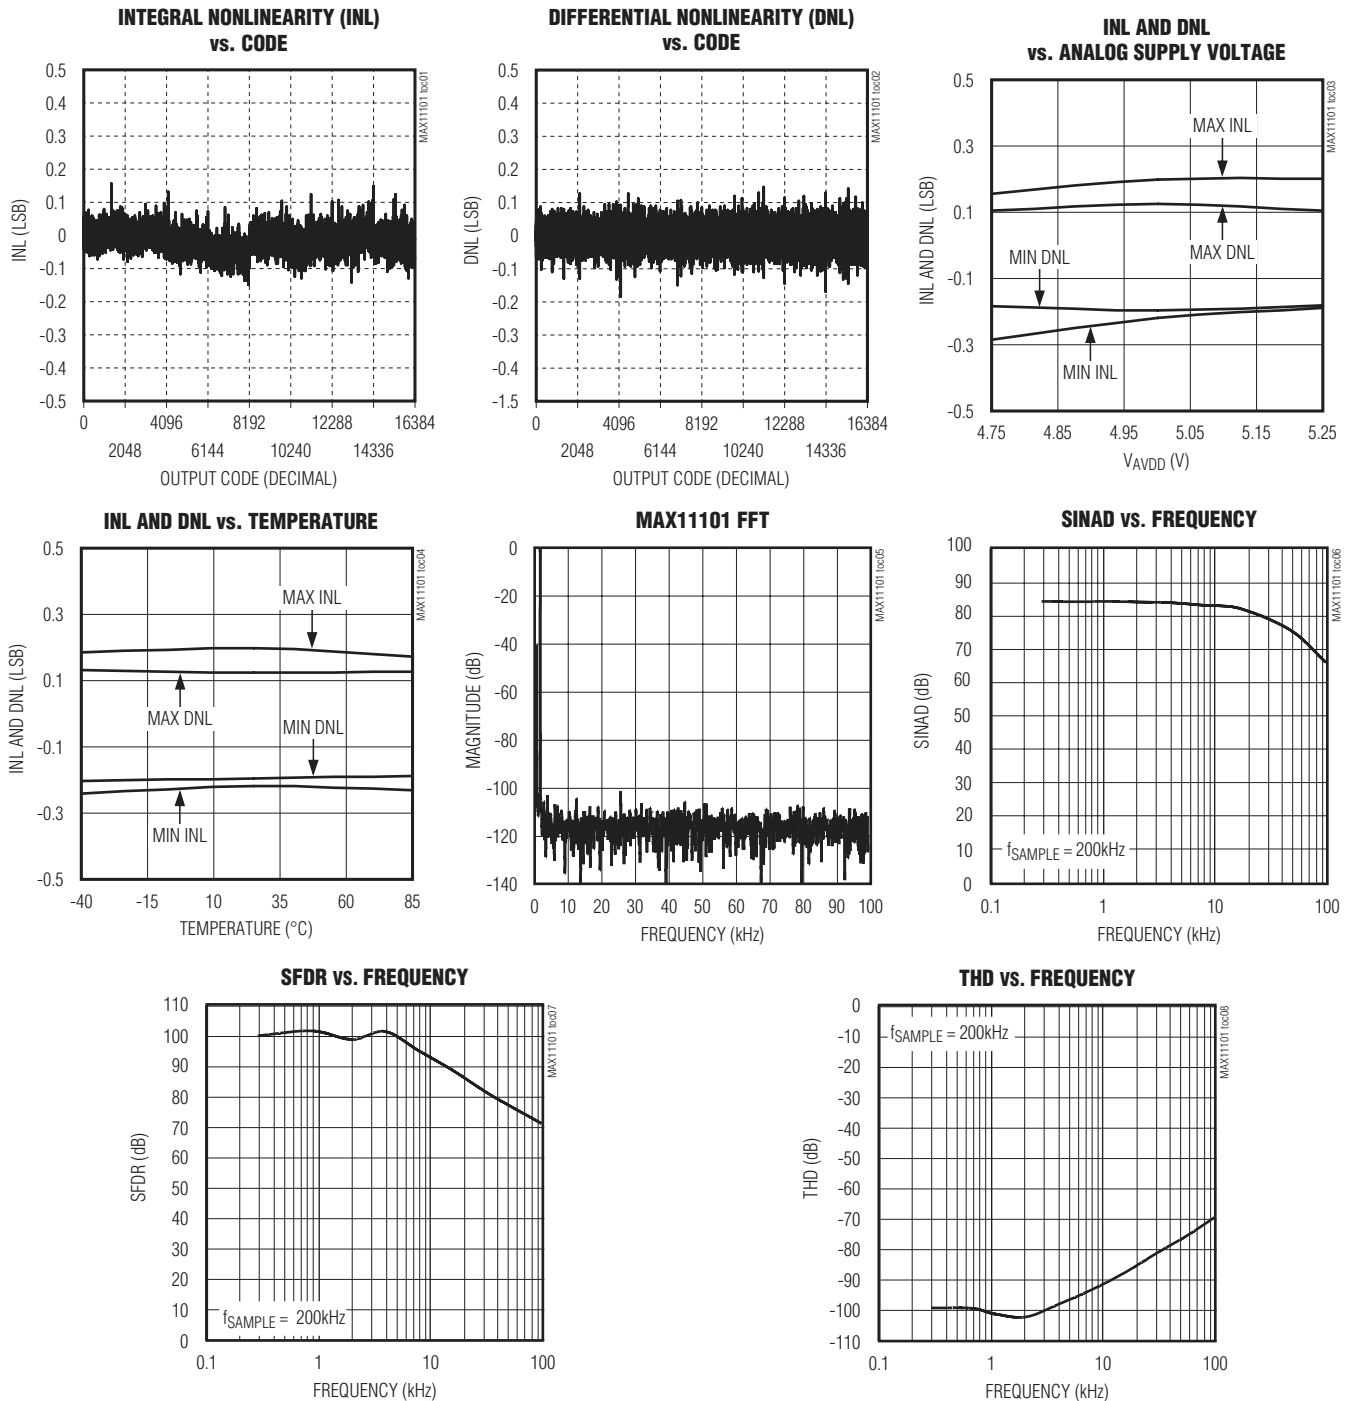 INTEGRAL NONLINEARITY (INL)
vs. CODE
MAX11101 toc01
INL (LSB)
0.5
0.4
0.3
0.2
0.1
0
-0.1
-0.2
-0.3
-0.4
-0.5
0 4096 8192 12288 16384
2048 6144 10240 14336
OUTPUT CODE (DECIMAL)
DIFFERENTIAL NONLINEARITY (DNL)
vs. CODE
MAX11101 toc02
DNL (LSB)
0.5
0.4
0.3
0.2
0.1
0
-0.1
-0.2
-0.3
-0.4
-1.5
0 4096 8192 12288 16384
2048 6144 10240 14336
OUTPUT CODE (DECIMAL)
INL AND DNL
vs. ANALOG SUPPLY VOLTAGE
MAX11101 toc03
INL AND DNL (LSB)
0.5
0.3
0.1
-0.1
-0.3
-0.5
MAX INL
MAX DNL
MIN DNL
MIN INL
4.75 4.85 4.95 5.05 5.15 5.25
VAVDD (V)
INL AND DNL vs. TEMPERATURE
MAX11101 toc04
INL AND DNL (LSB)
0.5
0.3
0.1
-0.1
-0.3
-0.5
MAX INL
MAX DNL
MIN DNL
MIN INL
-40 -15 10 35 60 85
TEMPERATURE (°C)
MAX11101 FFT
MAX11101 toc05
MAGNITUDE (dB)
0
-20
-40
-60
-80
-100
-120
-140
0 10 20 30 40 50 60 70 80 90 100
FREQUENCY (kHz)
SINAD vs. FREQUENCY
MAX11101 toc06
SINAD (dB)
100
90
80
70
60
50
40
30
20
10
0
fSAMPLE = 200kHz
0.1 1 10 100
FREQUENCY (kHz)
SFDR vs. FREQUENCY
MAX11101 toc07
SFDR (dB)
110
100
90
80
70
60
50
40
30
20
10
0
fSAMPLE = 200kHz
0.1 1 10 100
FREQUENCY (kHz)
THD vs. FREQUENCY
MAX11101 toc08
THD (dB)
0
-10
-20
-30
-40
-50
-60
-70
-80
-90
-100
-110
fSAMPLE = 200kHz
0.1 1 10 100
FREQUENCY (kHz)